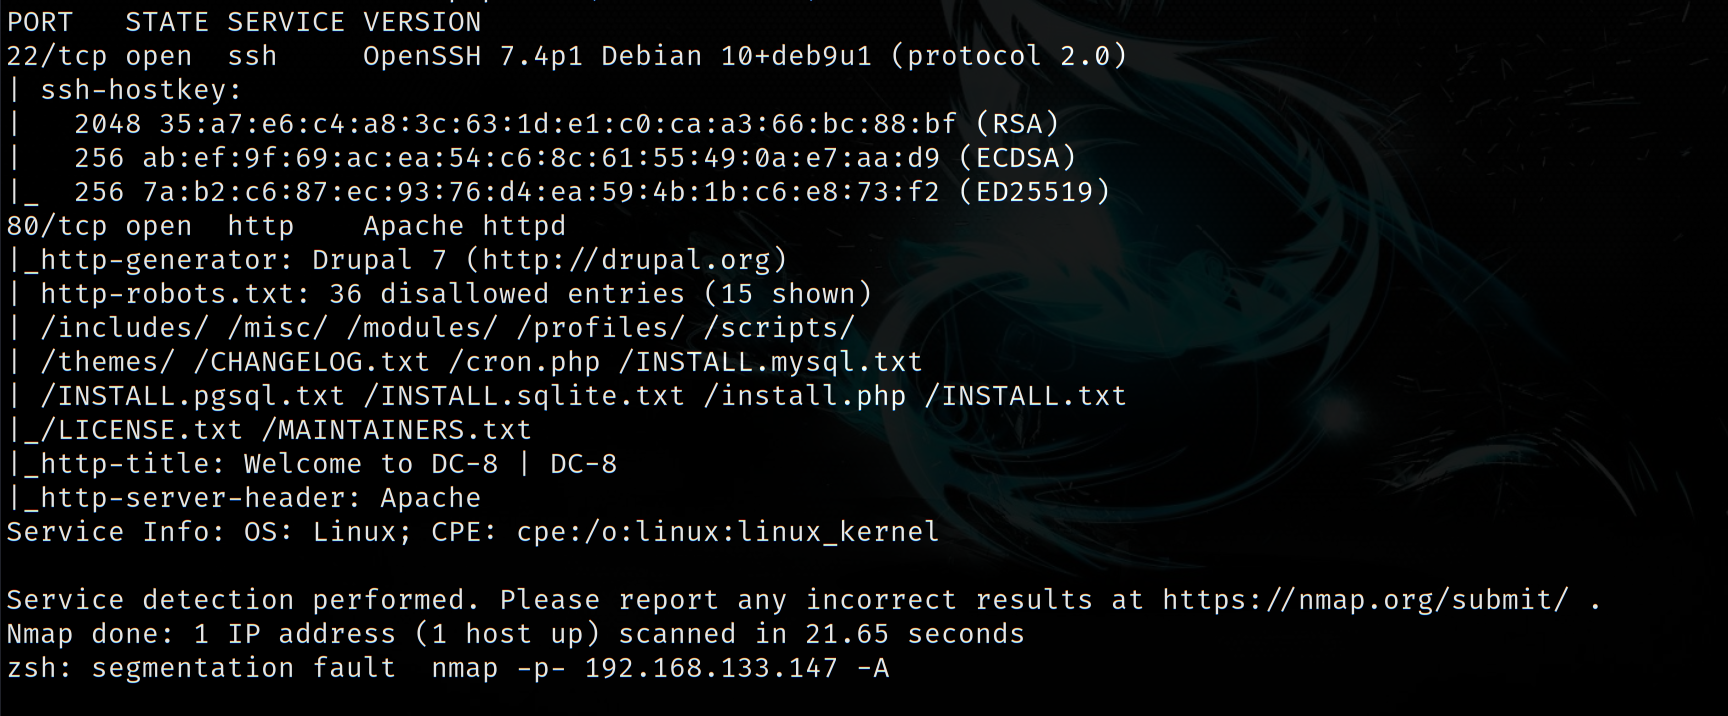 PORT   STATE SERVICE VERSION
22/tcp open  ssh     OpenSSH 7.4p1 Debian 10+deb9u1 (protocol 2.0)
| ssh-hostkey:
|   2048 35:a7:e6:c4:a8:3c:63:1d:e1:c0:ca:a3:66:bc:88:bf (RSA)
|   256 ab:ef:9f:69:ac:ea:54:c6:8c:61:55:49:0a:e7:aa:d9 (ECDSA)
|_  256 7a:b2:c6:87:ec:93:76:d4:ea:59:4b:1b:c6:e8:73:f2 (ED25519)
80/tcp open  http    Apache httpd
|_http-generator: Drupal 7 (http://drupal.org)
| http-robots.txt: 36 disallowed entries (15 shown)
| /includes/ /misc/ /modules/ /profiles/ /scripts/
| /themes/ /CHANGELOG.txt /cron.php /INSTALL.mysql.txt
| /INSTALL.pgsql.txt /INSTALL.sqlite.txt /install.php /INSTALL.txt
|_/LICENSE.txt /MAINTAINERS.txt
|_http-title: Welcome to DC-8 | DC-8
|_http-server-header: Apache
Service Info: OS: Linux; CPE: cpe:/o:linux:linux_kernel
Service detection performed. Please report any incorrect results at https://nmap.org/submit/ .
Nmap done: 1 IP address (1 host up) scanned in 21.65 seconds
zsh: segmentation fault  nmap -p- 192.168.133.147 -A